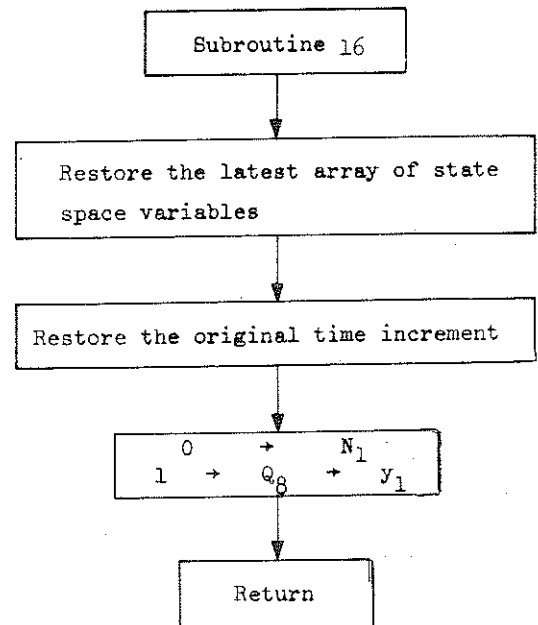 Subroutine 16
Restore the latest array of state
space variables
Restore the original time increment
0 → N1
1 → Q8 → y1
Return